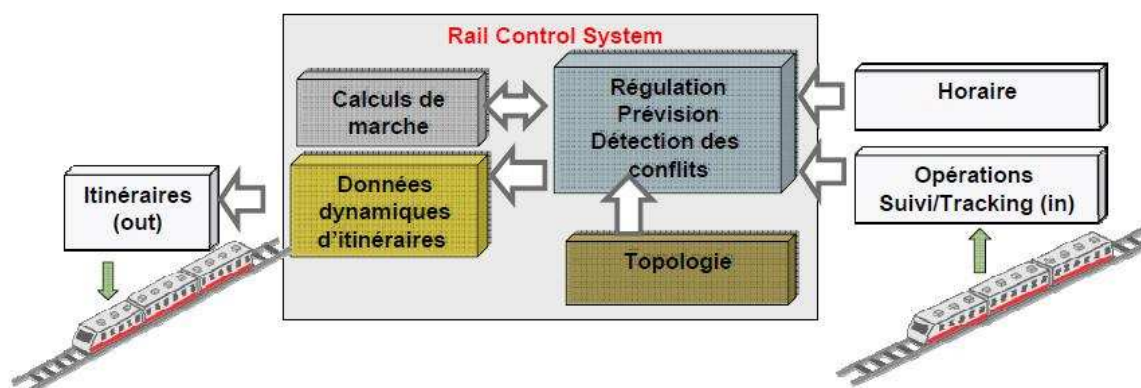 Rail Control System
Calculs de
marche
Régulation
Prévision
Détection des
conflits
Horaire
Opérations
Suivi/Tracking (in)
Itinéraires
(out)
Données
dynamiques
d'itinéraires
Topologie